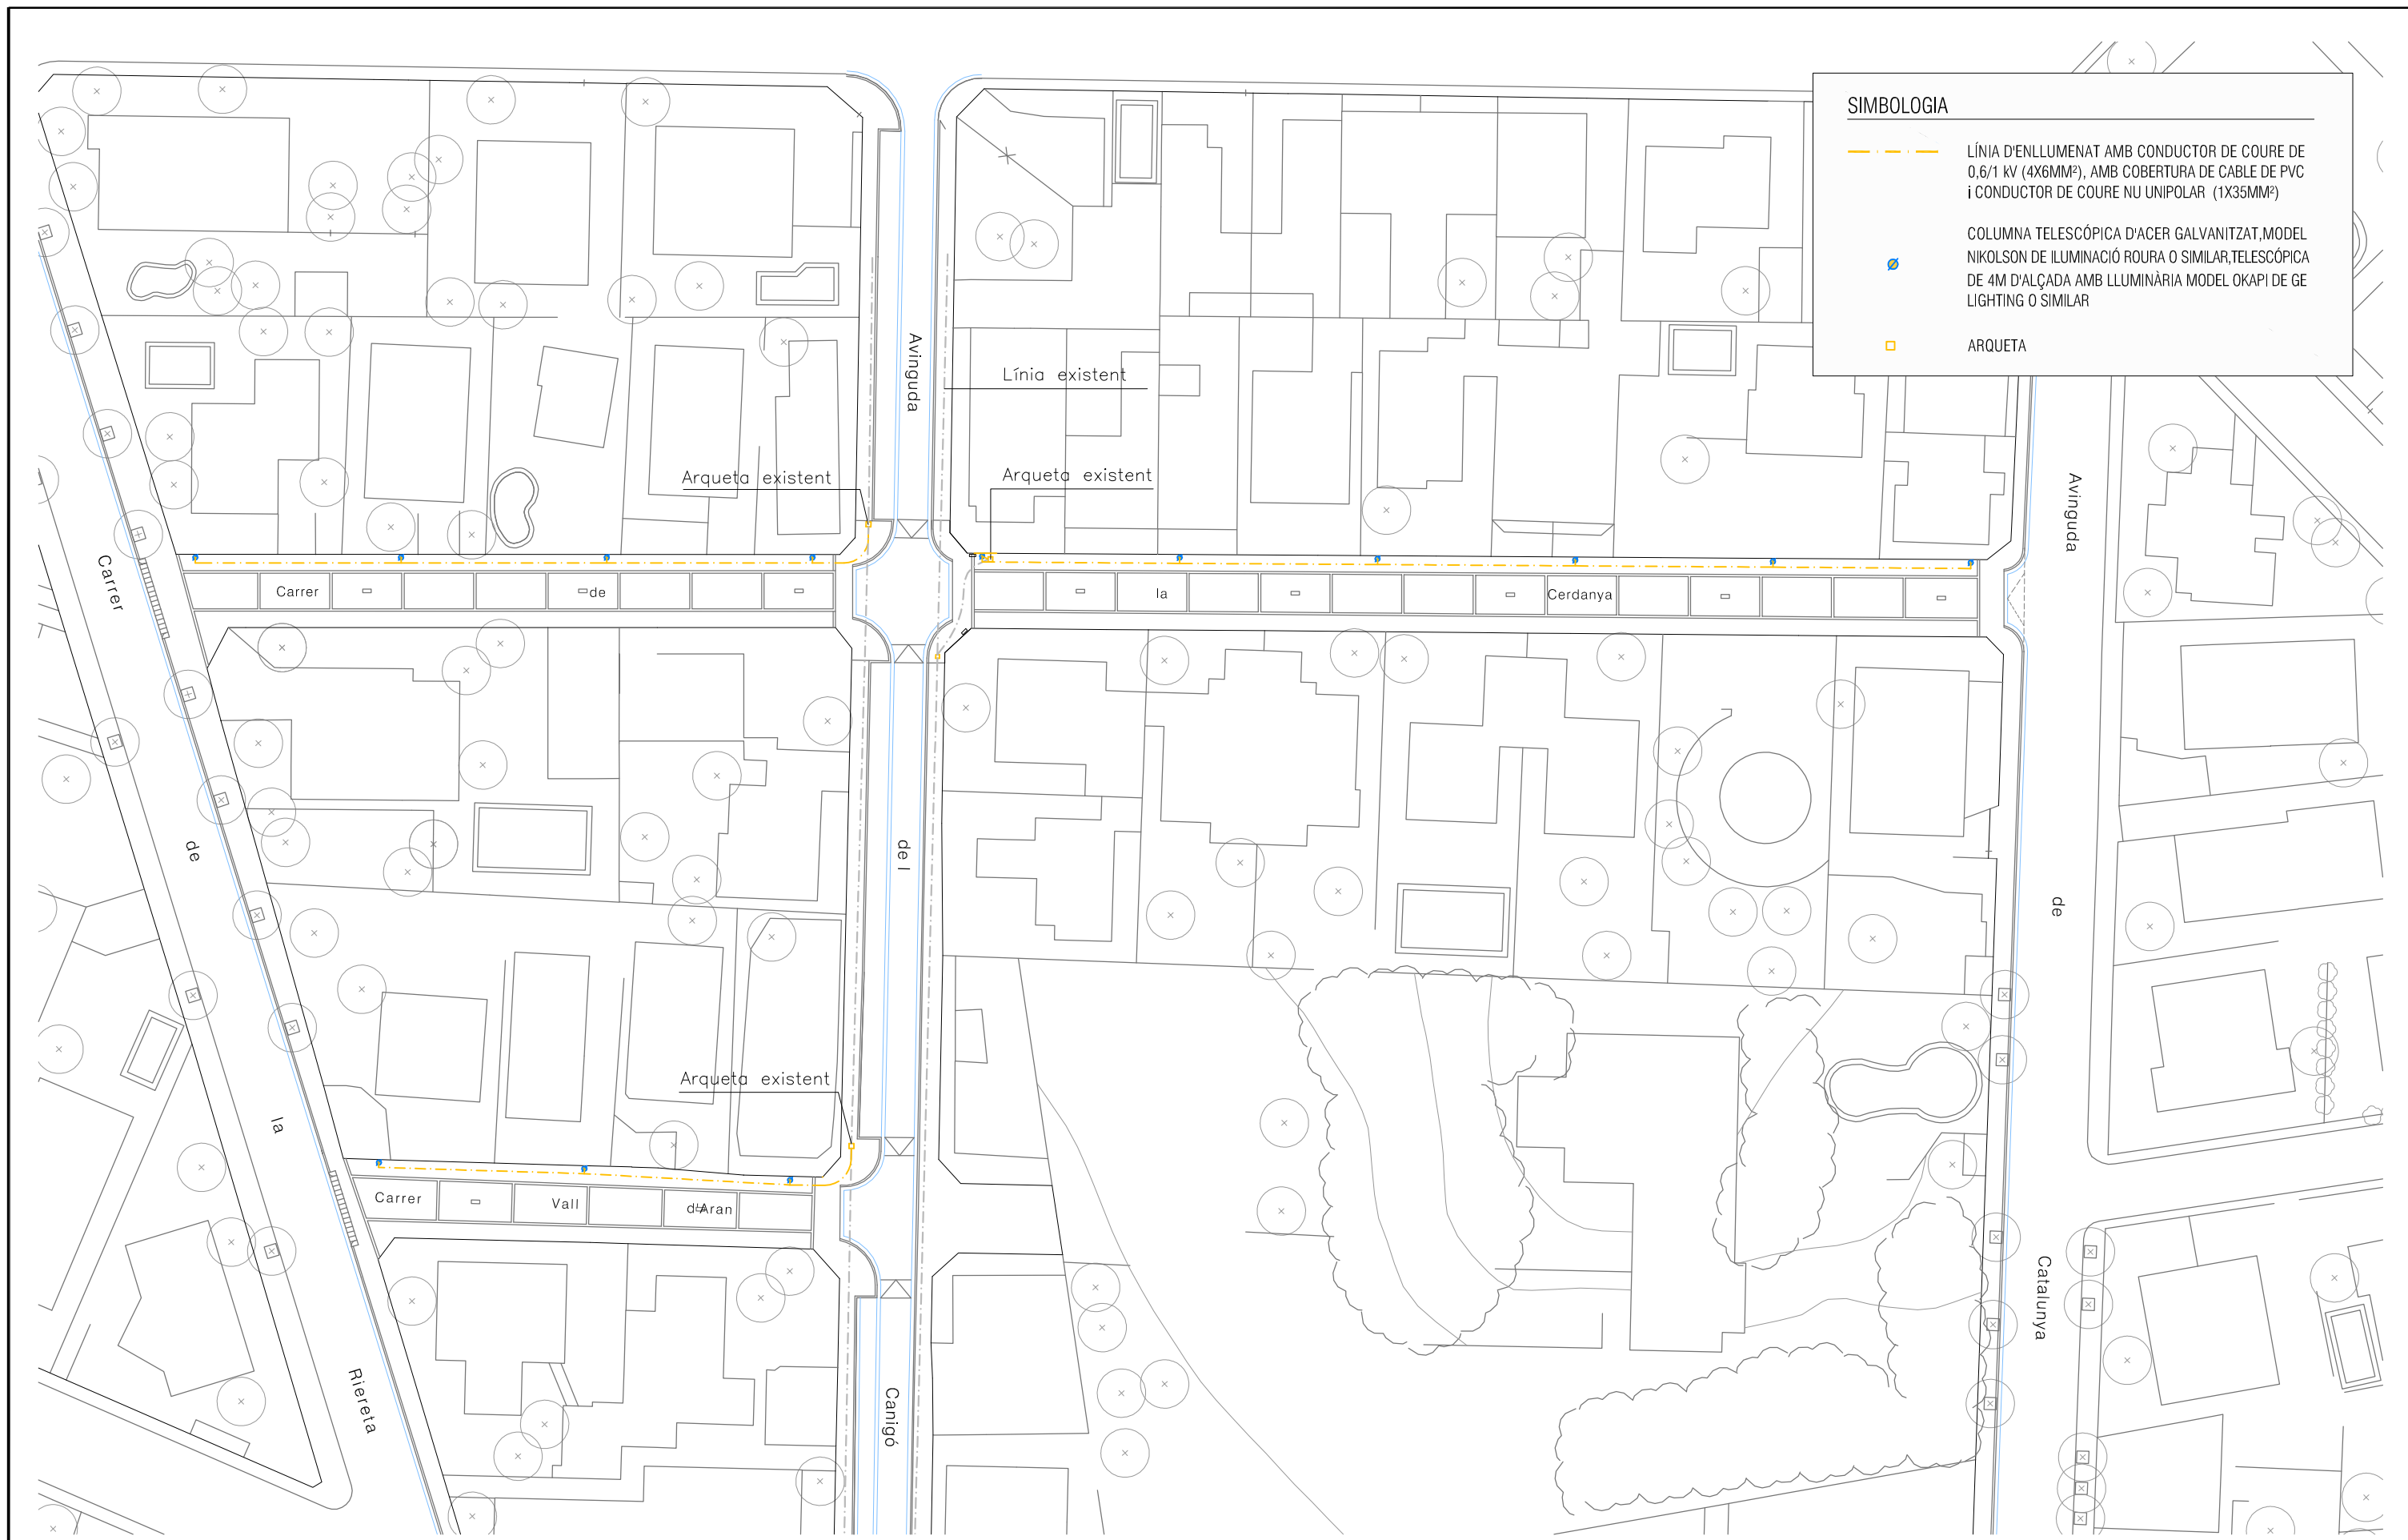 SIMBOLOGIA
LÍNIA D'ENLLUMENAT AMB CONDUCTOR DE COURE DE
0,6/1 kV (4X6MM²), AMB COBERTURA DE CABLE DE PVC
i CONDUCTOR DE COURE NU UNIPOLAR (1X35MM²)
COLUMNA TELESCÓPICA D'ACER GALVANITZAT,MODEL
NIKOLSON DE ILUMINACIÓ ROURA O SIMILAR,TELESCÓPICA
DE 4M D'ALÇADA AMB LLUMINÀRIA MODEL OKAPI DE GE
LIGHTING O SIMILAR
ARQUETA
Avinguda
Línia existent
Arqueta existent
Arqueta existent
Avinguda
Carrer
Carrer
de
la
Cerdanya
de
de l
de
la
Arqueta existent
Carrer
Vall
d'Aran
Catalunya
Riereta
Canigó